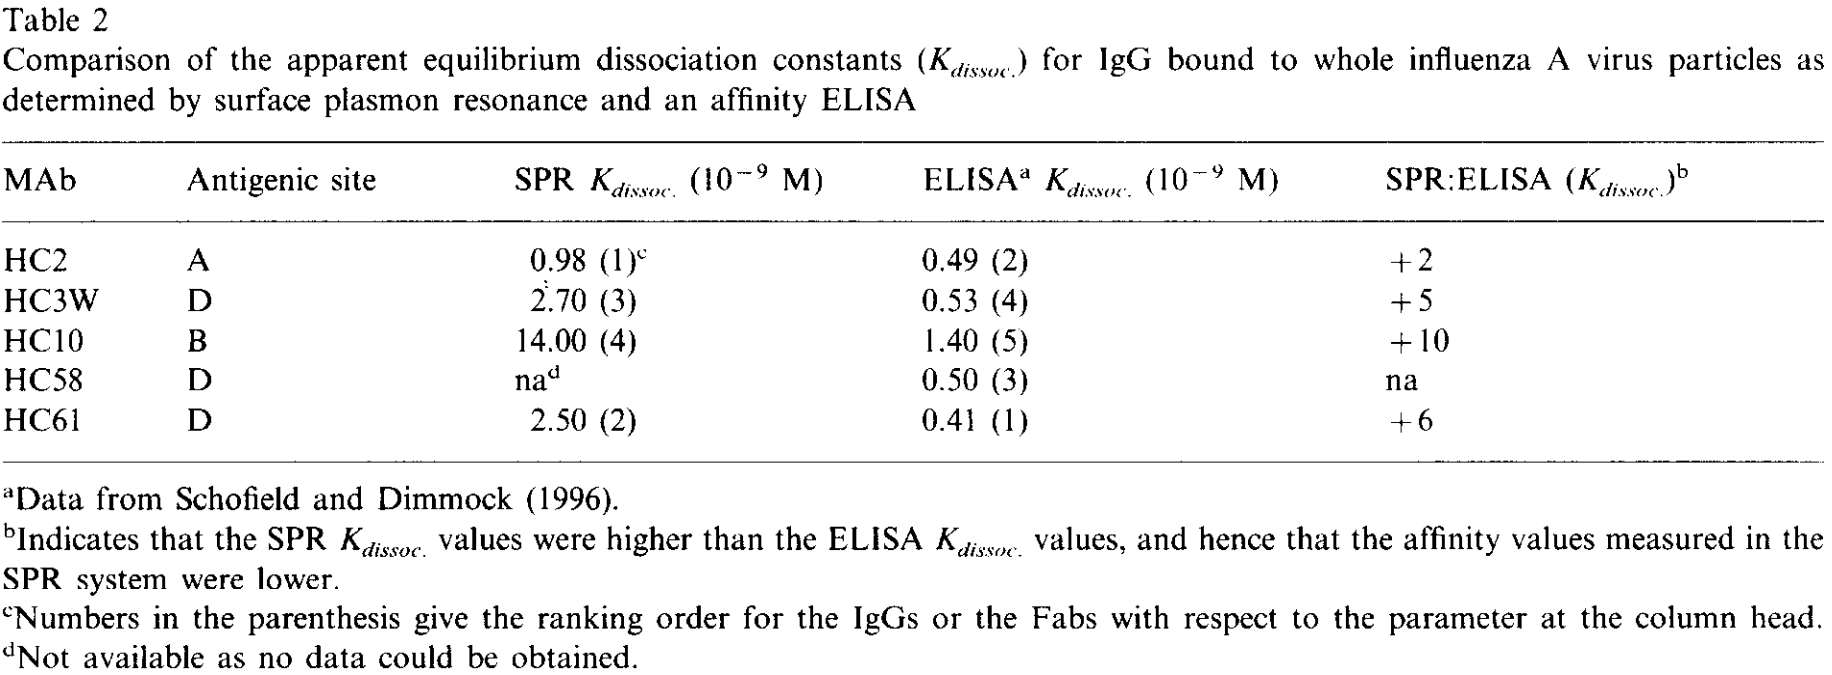 Table 2
Comparison of the apparent equilibrium dissociation constants (K_dissoc.) for IgG bound to whole influenza A virus particles as
determined by surface plasmon resonance and an affinity ELISA
MAb Antigenic site SPR K_dissoc. (10⁻⁹ M) ELISAᵃ K_dissoc. (10⁻⁹ M) SPR:ELISA (K_dissoc.)ᵇ
HC2 A 0.98 (1)ᶜ 0.49 (2) +2
HC3W D 2.70 (3) 0.53 (4) +5
HC10 B 14.00 (4) 1.40 (5) +10
HC58 D naᵈ 0.50 (3) na
HC61 D 2.50 (2) 0.41 (1) +6
ᵃData from Schofield and Dimmock (1996).
ᵇIndicates that the SPR K_dissoc. values were higher than the ELISA K_dissoc. values, and hence that the affinity values measured in the
SPR system were lower.
ᶜNumbers in the parenthesis give the ranking order for the IgGs or the Fabs with respect to the parameter at the column head.
ᵈNot available as no data could be obtained.